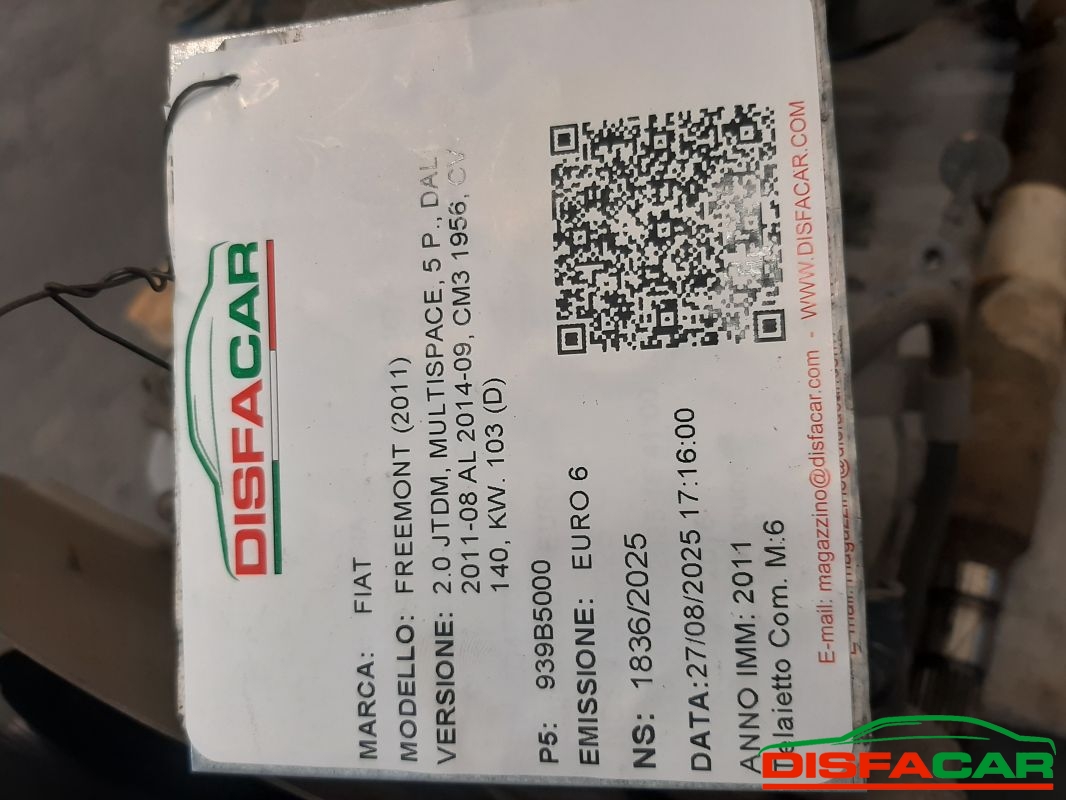 DISFACAR
MARCA: FIAT
MODELLO: FREEMONT (2011)
VERSIONE: 2.0 JTDM, MULTISPACE, 5 P., DAL
2011-08 AL 2014-09, CM3 1956, CV
140, KW. 103 (D)
P5: 939B5000
EMISSIONE: EURO 6
NS: 1836/2025
DATA:27/08/2025 17:16:00
ANNO IMM: 2011
Telaietto Com. M:6
E-mail: magazzino@disfacar.com - WWW.DISFACAR.COM
DISFACAR